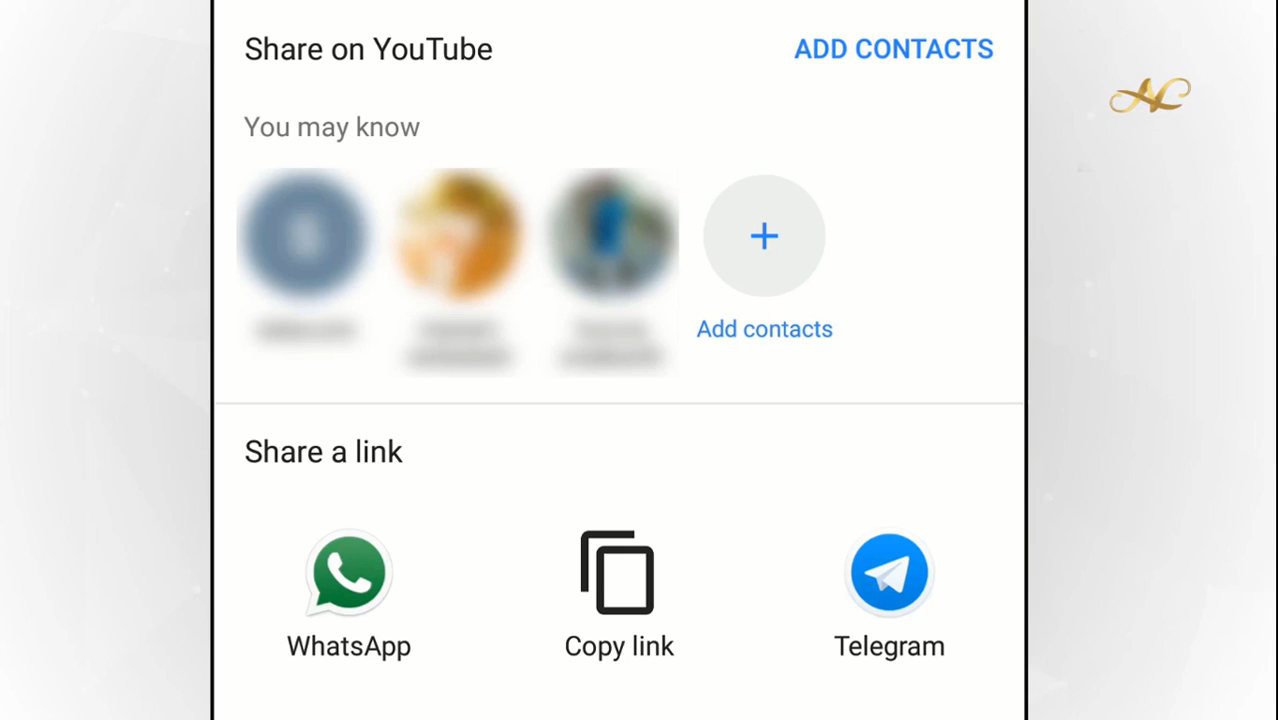 Share on YouTube
ADD CONTACTS
You may know
Add contacts
Share a link
WhatsApp
Copy link
Telegram